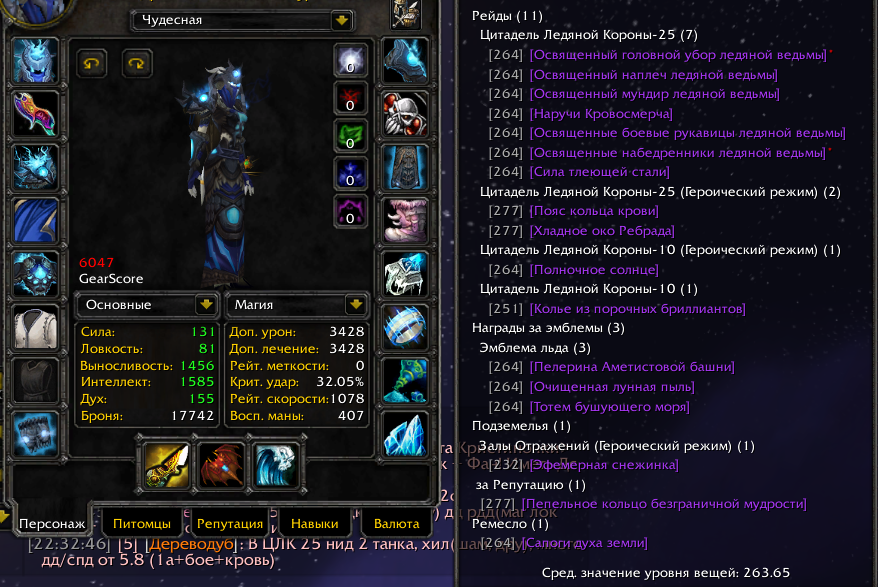 Чудесная
0
0
0
0
0
6047
GearScore
Основные
Магия
Сила: 131
Ловкость: 81
Выносливость: 1456
Интеллект: 1585
Дух: 155
Броня: 17742
Доп. урон: 3428
Доп. лечение: 3428
Рейт. меткости: 0
Крит. удар: 32.05%
Рейт. скорости: 1078
Восп. маны: 407
Персонаж
Питомцы
Репутация
Навыки
Валюта
[22:32:46] [5] [Дереводуб]: В ЦЛК 25 нид 2 танка, хил(шам
дд/спд от 5.8 (1а+бое+кровь)
Рейды (11)
Цитадель Ледяной Короны-25 (7)
[264] [Освященный головной убор ледяной ведьмы]*
[264] [Освященный наплеч ледяной ведьмы]
[264] [Освященный мундир ледяной ведьмы]
[264] [Наручи Кровосмерча]
[264] [Освященные боевые рукавицы ледяной ведьмы]
[264] [Освященные набедренники ледяной ведьмы]*
[264] [Сила тлеющей стали]
Цитадель Ледяной Короны-25 (Героический режим) (2)
[277] [Пояс кольца крови]
[277] [Хладное око Ребрада]
Цитадель Ледяной Короны-10 (Героический режим) (1)
[264] [Полночное солнце]
Цитадель Ледяной Короны-10 (1)
[251] [Колье из порочных бриллиантов]
Награды за эмблемы (3)
Эмблема льда (3)
[264] [Пелерина Аметистовой башни]
[264] [Очищенная лунная пыль]
[264] [Тотем бушующего моря]
Подземелья (1)
Залы Отражений (Героический режим) (1)
[232] [Эфемерная снежинка]
за Репутацию (1)
[277] [Пепельное кольцо безграничной мудрости]
Ремесло (1)
[264] [Сапоги духа земли]
Сред. значение уровня вещей: 263.65